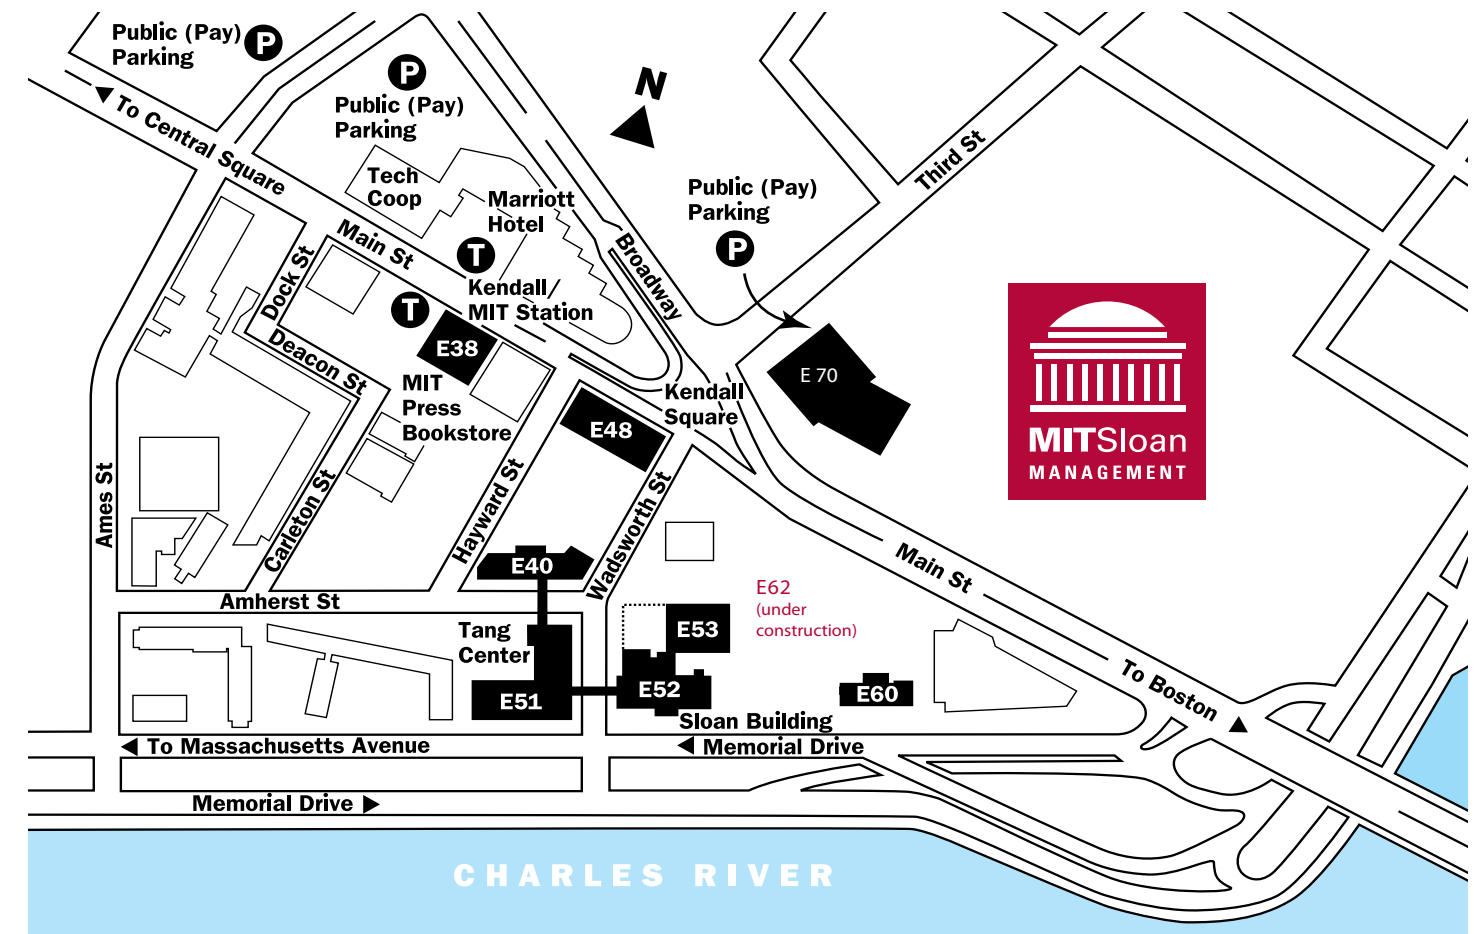 Public (Pay)
Parking
P
P
Public (Pay)
Parking
N
To Central Square
Tech
Coop
Marriott
Hotel
Public (Pay)
Parking
P
Third St
Main St
T
Kendall/
MIT Station
T
Broadway
Dock St
Deacon St
E38
MIT
Press
Bookstore
E 70
Kendall
Square
E48
MITSloan
MANAGEMENT
Ames St
Carleton St
Hayward St
Wadsworth St
Main St
E40
Amherst St
E62
(under
construction)
Tang
Center
E53
E51
E52
E60
To Boston
Sloan Building
To Massachusetts Avenue
Memorial Drive
Memorial Drive
CHARLES RIVER